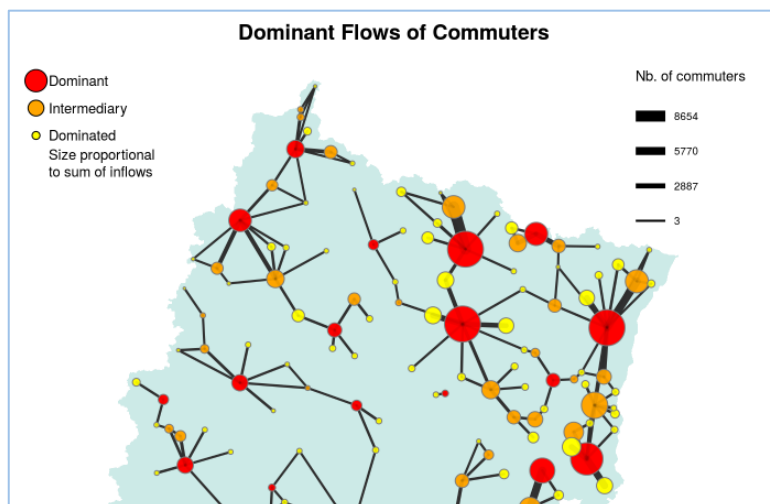 Dominant Flows of Commuters
Dominant
Intermediary
Dominated
Size proportional
to sum of inflows
Nb. of commuters
8654
5770
2887
3